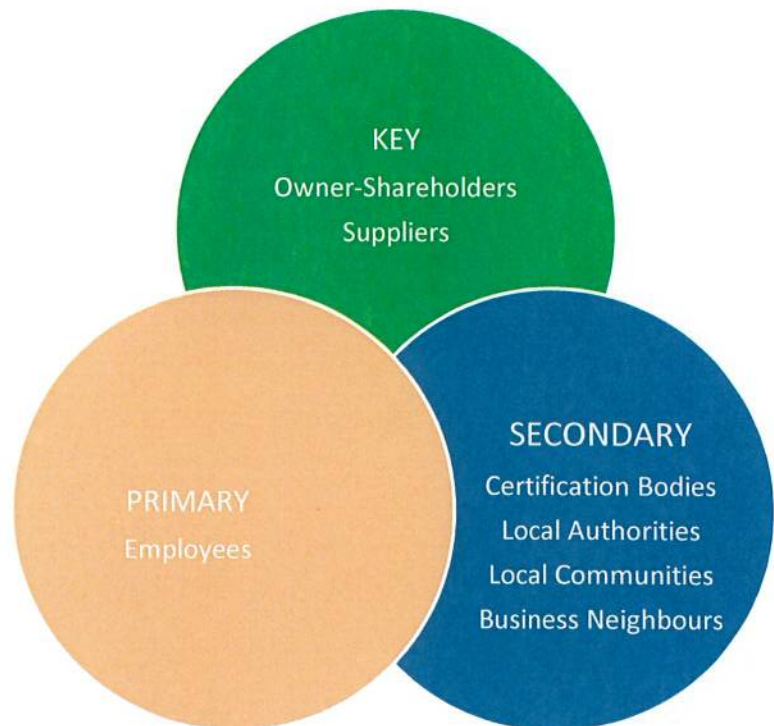 KEY
Owner-Shareholders
Suppliers
PRIMARY
Employees
SECONDARY
Certification Bodies
Local Authorities
Local Communities
Business Neighbours